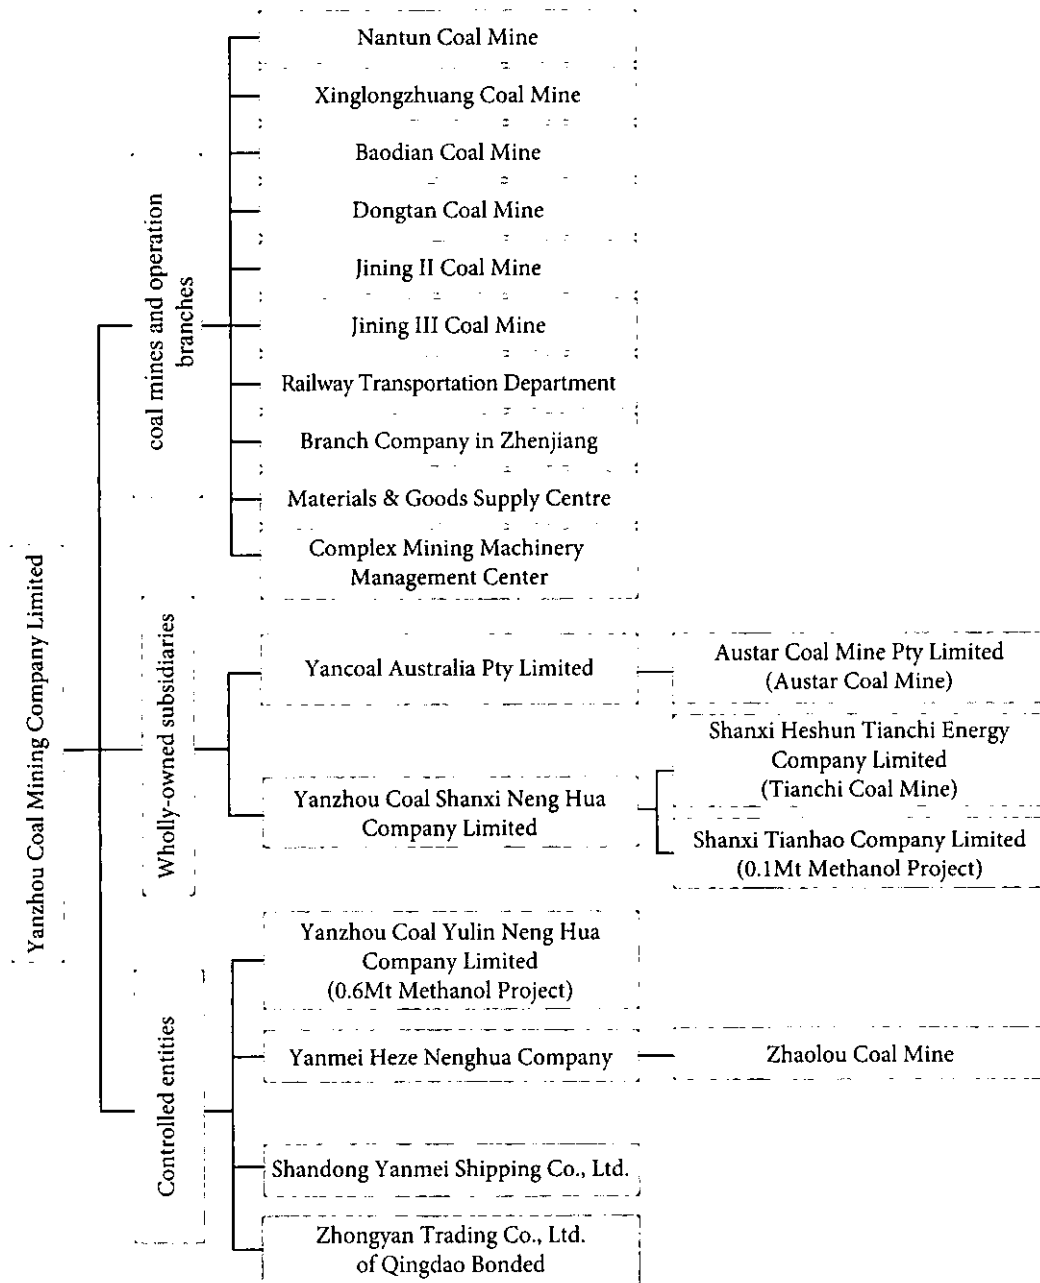 Nantun Coal Mine
Xinglongzhuang Coal Mine
Baodian Coal Mine
Dongtan Coal Mine
Jining II Coal Mine
Jining III Coal Mine
Railway Transportation Department
Branch Company in Zhenjiang
Materials & Goods Supply Centre
Complex Mining Machinery
Management Center
coal mines and operation
branches
Yanzhou Coal Mining Company Limited
Wholly-owned subsidiaries
Yancoal Australia Pty Limited
Austar Coal Mine Pty Limited
(Austar Coal Mine)
Yanzhou Coal Shanxi Neng Hua
Company Limited
Shanxi Heshun Tianchi Energy
Company Limited
(Tianchi Coal Mine)
Shanxi Tianhao Company Limited
(0.1Mt Methanol Project)
Controlled entities
Yanzhou Coal Yulin Neng Hua
Company Limited
(0.6Mt Methanol Project)
Yanmei Heze Nenghua Company
Zhaolou Coal Mine
Shandong Yanmei Shipping Co., Ltd.
Zhongyan Trading Co., Ltd.
of Qingdao Bonded